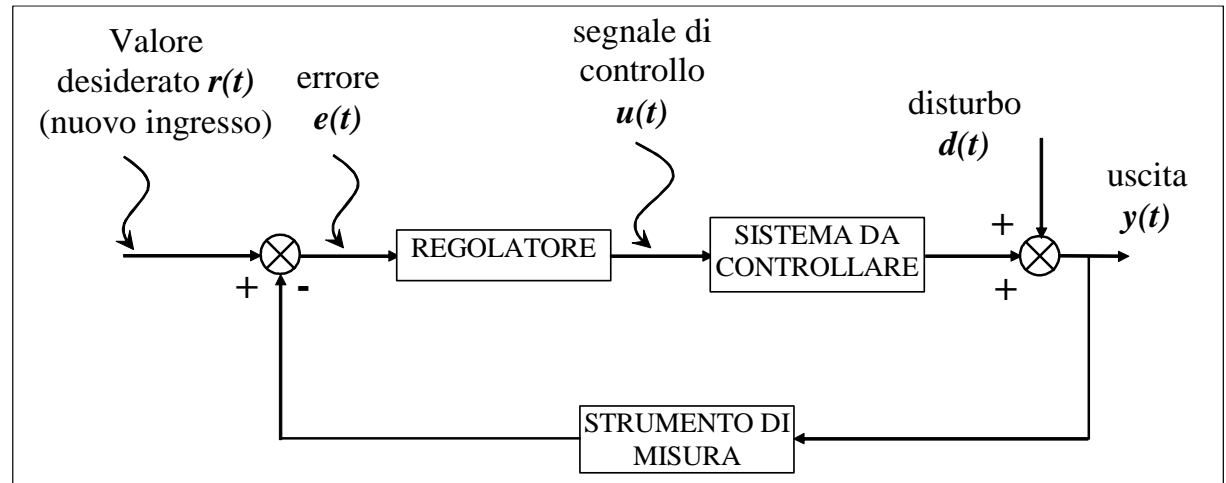 Valore
desiderato r(t)
(nuovo ingresso)
errore
e(t)
segnale di
controllo
u(t)
disturbo
d(t)
uscita
y(t)
REGOLATORE
SISTEMA DA
CONTROLLARE
+
+ -
+
STRUMENTO DI
MISURA